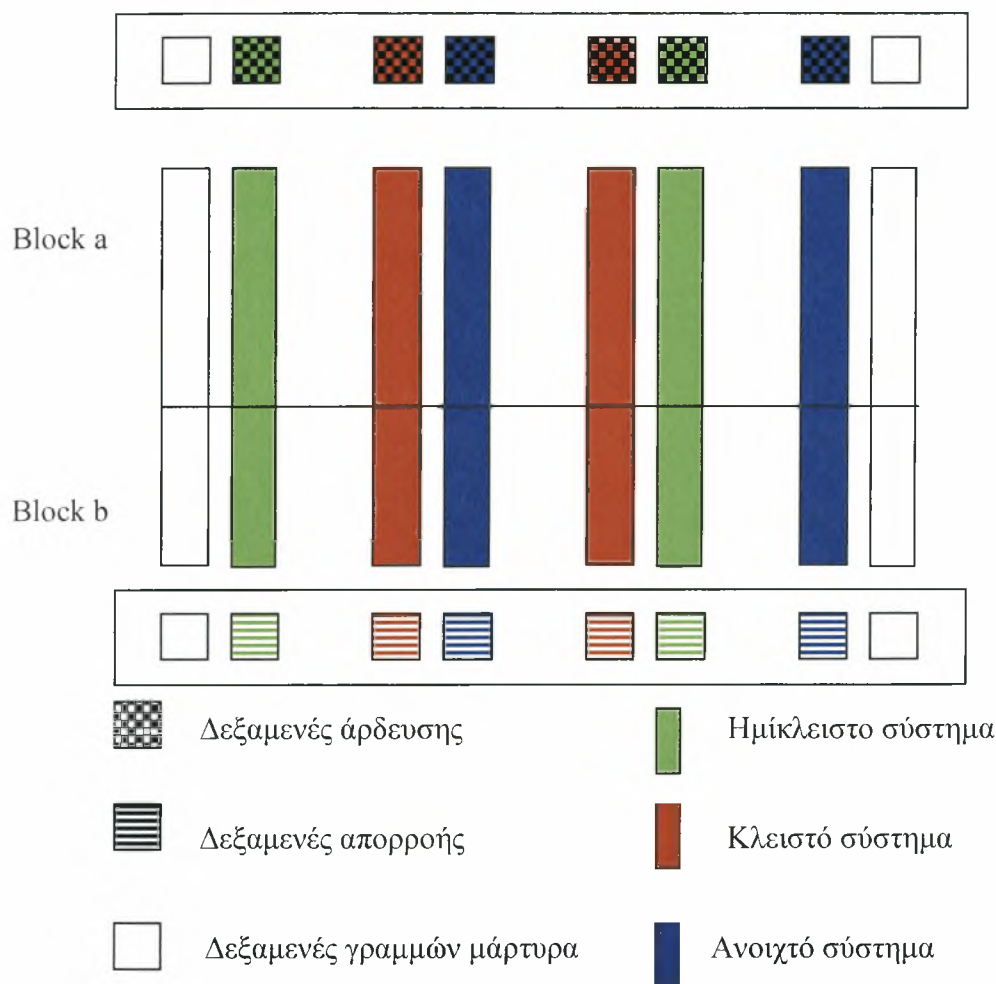 Block a
Block b
Δεξαμενές άρδευσης
Ημίκλειστο σύστημα
Δεξαμενές απορροής
Κλειστό σύστημα
Δεξαμενές γραμμών μάρτυρα
Ανοιχτό σύστημα